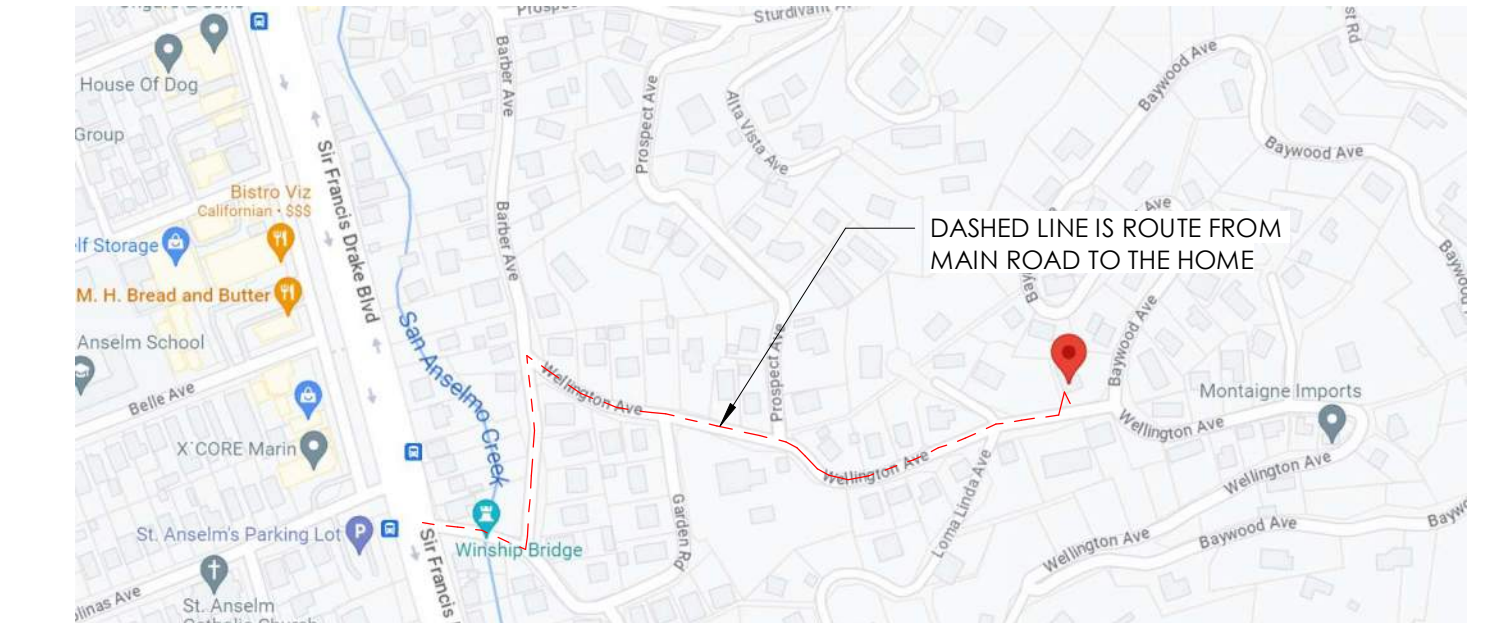 Prospect
Sturdivant
House Of Dog
Group
Barber Ave
Prospect Ave
Alta Vista Ave
Baywood Ave
Baywood Ave
Sir Francis Drake Blvd
Bistro Viz
Californian • $$$
lf Storage
Barber Ave
Ave
DASHED LINE IS ROUTE FROM
MAIN ROAD TO THE HOME
M. H. Bread and Butter
San Anselmo Creek
Anselm School
Belle Ave
Wellington Ave
Prospect Ave
Baywood Ave
Montaigne Imports
Wellington Ave
X`CORE Marin
Wellington Ave
Loma Linda Ave
Wellington Ave
Garden Rd
St. Anselm's Parking Lot
P
Winship Bridge
Sir Francis
Wellington Ave
Baywood Ave
St. Anselm
Catholic Church